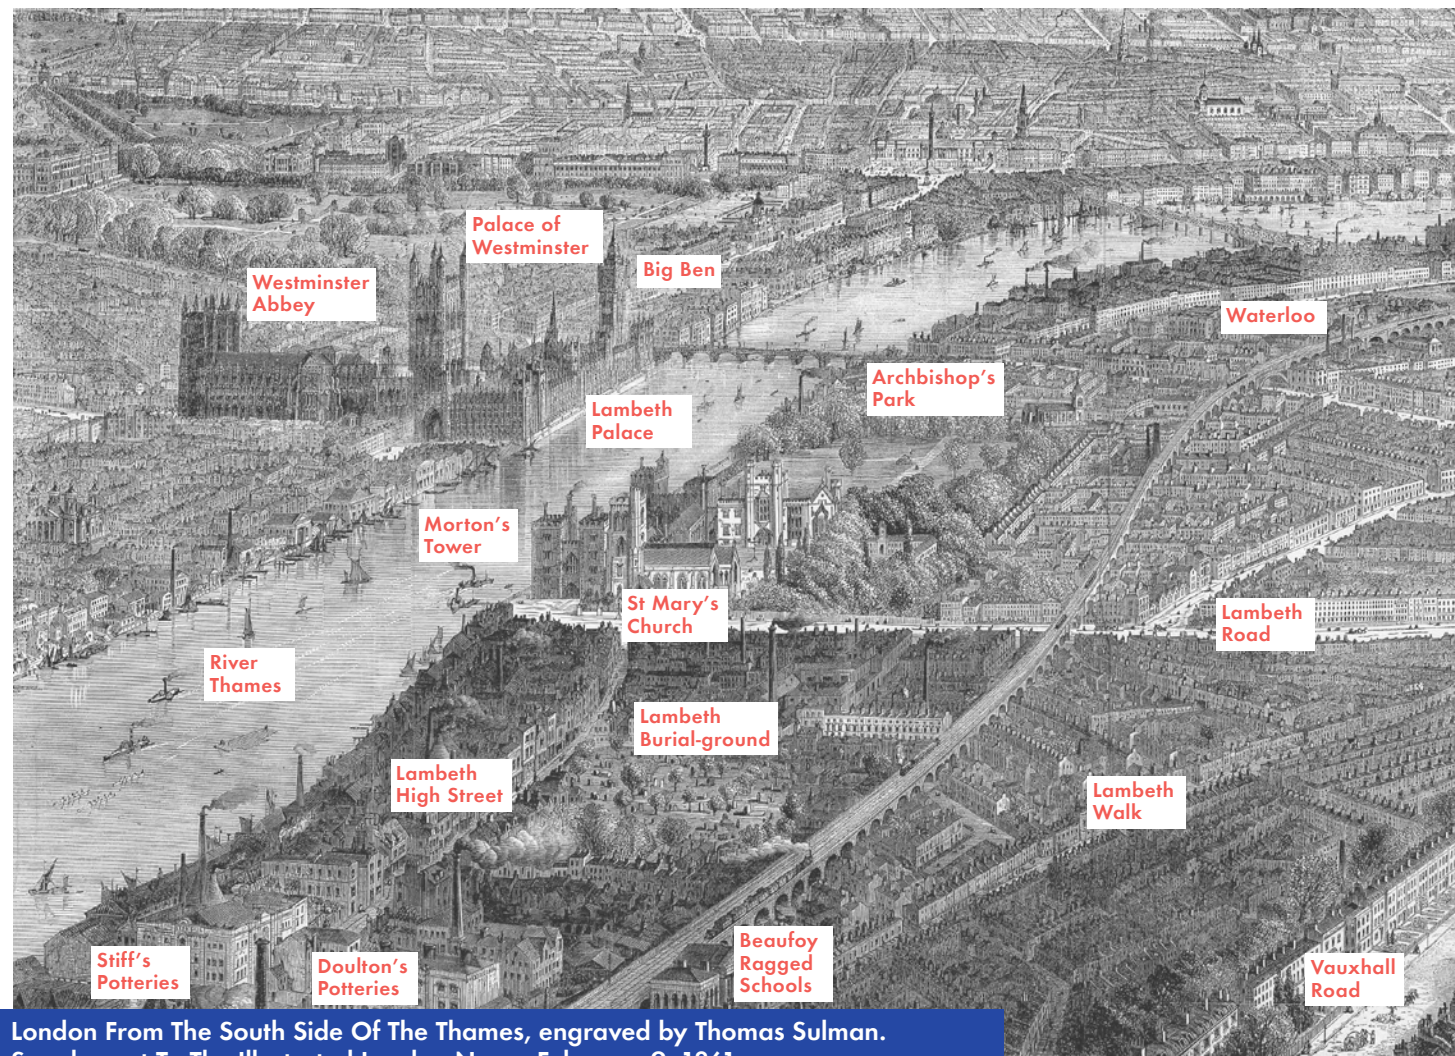 Palace of
Westminster
Big Ben
Westminster
Abbey
Waterloo
Archbishop's
Park
Lambeth
Palace
Morton's
Tower
St Mary's
Church
Lambeth
Road
River
Thames
Lambeth
Burial-ground
Lambeth
High Street
Lambeth
Walk
Beaufoy
Ragged
Schools
Stiff's
Potteries
Doulton's
Potteries
Vauxhall
Road
London From The South Side Of The Thames, engraved by Thomas Sulman.